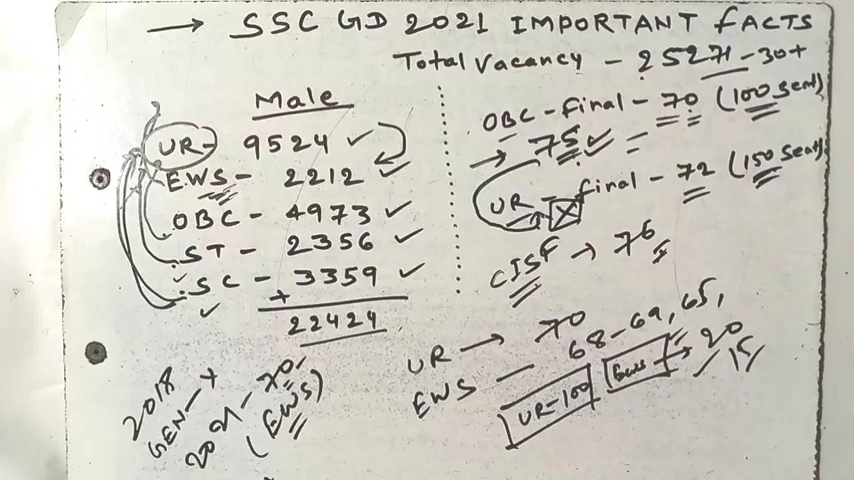 → SSC GD 2021 IMPORTANT FACTS
Total Vacancy - 25271 - 30+
Male
UR - 9524 ✓
EWS - 2212 ✓
OBC - 4973 ✓
ST - 2356 ✓
SC - 3359 ✓
+
22424
2018
GEN - +
2021 - 70
(EWS)
OBC - final - 70 (100 seat)
→ 75 ✓
UR - final - 72 (150 seat)
CISF → 76
UR → 70
EWS - 68-69, 65,
UR-100 Ews → 20
15